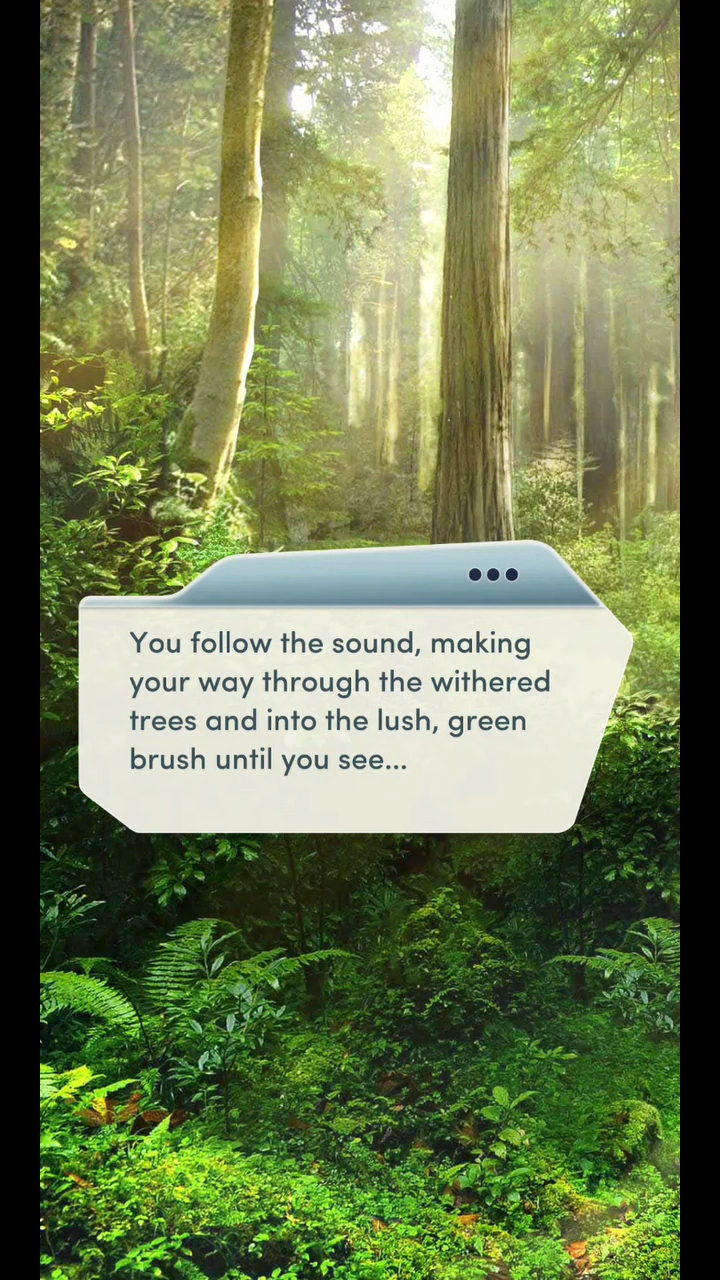 You follow the sound, making
your way through the withered
trees and into the lush, green
brush until you see...